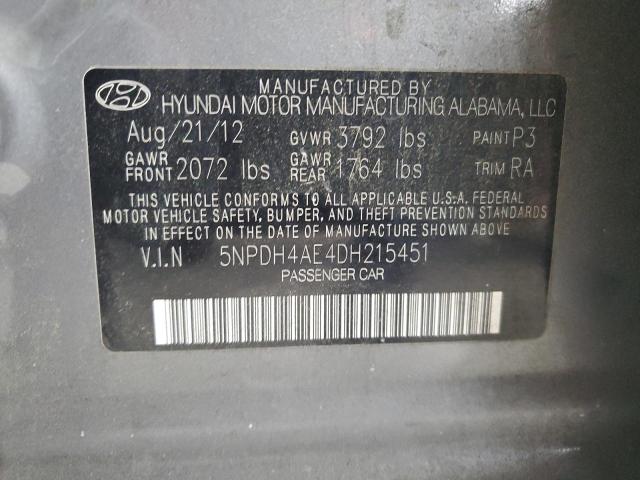 MANUFACTURED BY
HYUNDAI MOTOR MANUFACTURING ALABAMA, LLC
Aug/21/12 GVWR 3792 lbs PAINT P3
GAWR FRONT 2072 lbs GAWR REAR 1764 lbs TRIM RA
THIS VEHICLE CONFORMS TO ALL APPLICABLE U.S.A. FEDERAL
MOTOR VEHICLE SAFETY, BUMPER, AND THEFT PREVENTION STANDARDS
IN EFFECT ON THE DATE OF MANUFACTURE SHOWN ABOVE
V.I.N 5NPDH4AE4DH215451
PASSENGER CAR